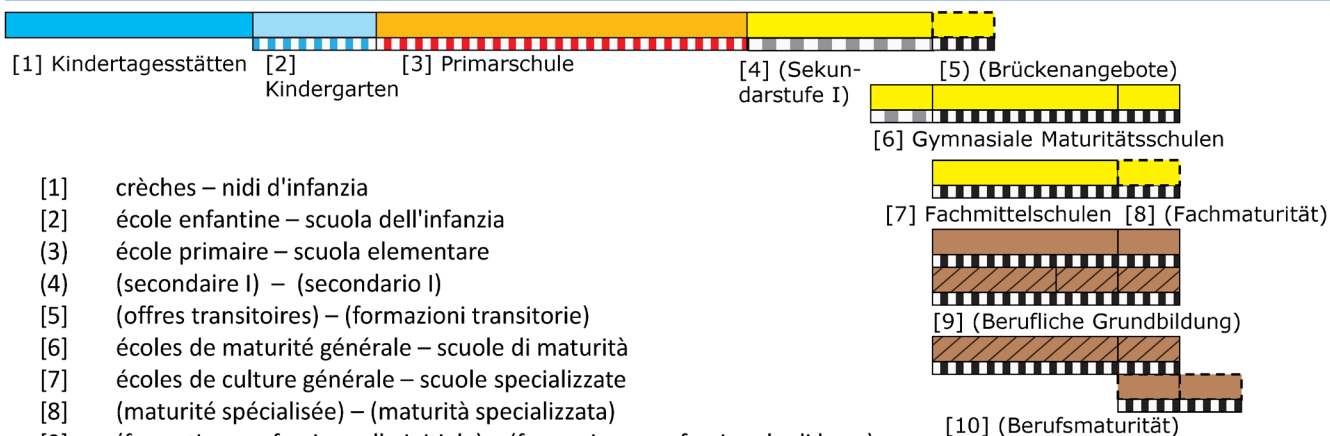 [1] Kindertagesstätten
[2]
Kindergarten
[3] Primarschule
[4] (Sekun-
darstufe I)
[5) (Brückenangebote)
[6] Gymnasiale Maturitätsschulen
[7] Fachmittelschulen
[8] (Fachmaturität)
[9] (Berufliche Grundbildung)
[10] (Berufsmaturität)
[1] crèches – nidi d'infanzia
[2] école enfantine – scuola dell'infanzia
(3) école primaire – scuola elementare
(4) (secondaire I) – (secondario I)
[5] (offres transitoires) – (formazioni transitorie)
[6] écoles de maturité générale – scuole di maturità
[7] écoles de culture générale – scuole specializzate
[8] (maturité spécialisée) – (maturità specializzata)